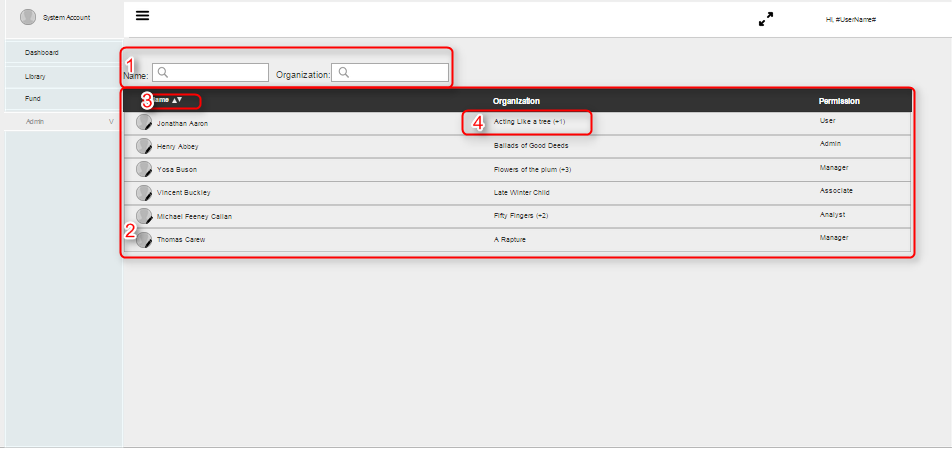 System Account
Hi, #UserName#
Dashboard
Library
Fund
Admin V
1
Name: Organization:
3 Name ▲▼ Organization Permission
Jonathan Aaron 4 Acting Like a tree (+1) User
Henry Abbey Ballads of Good Deeds Admin
Yosa Buson Flowers of the plum (+3) Manager
Vincent Buckley Late Winter Child Associate
Michael Feeney Callan Fifty Fingers (+2) Analyst
2 Thomas Carew A Rapture Manager